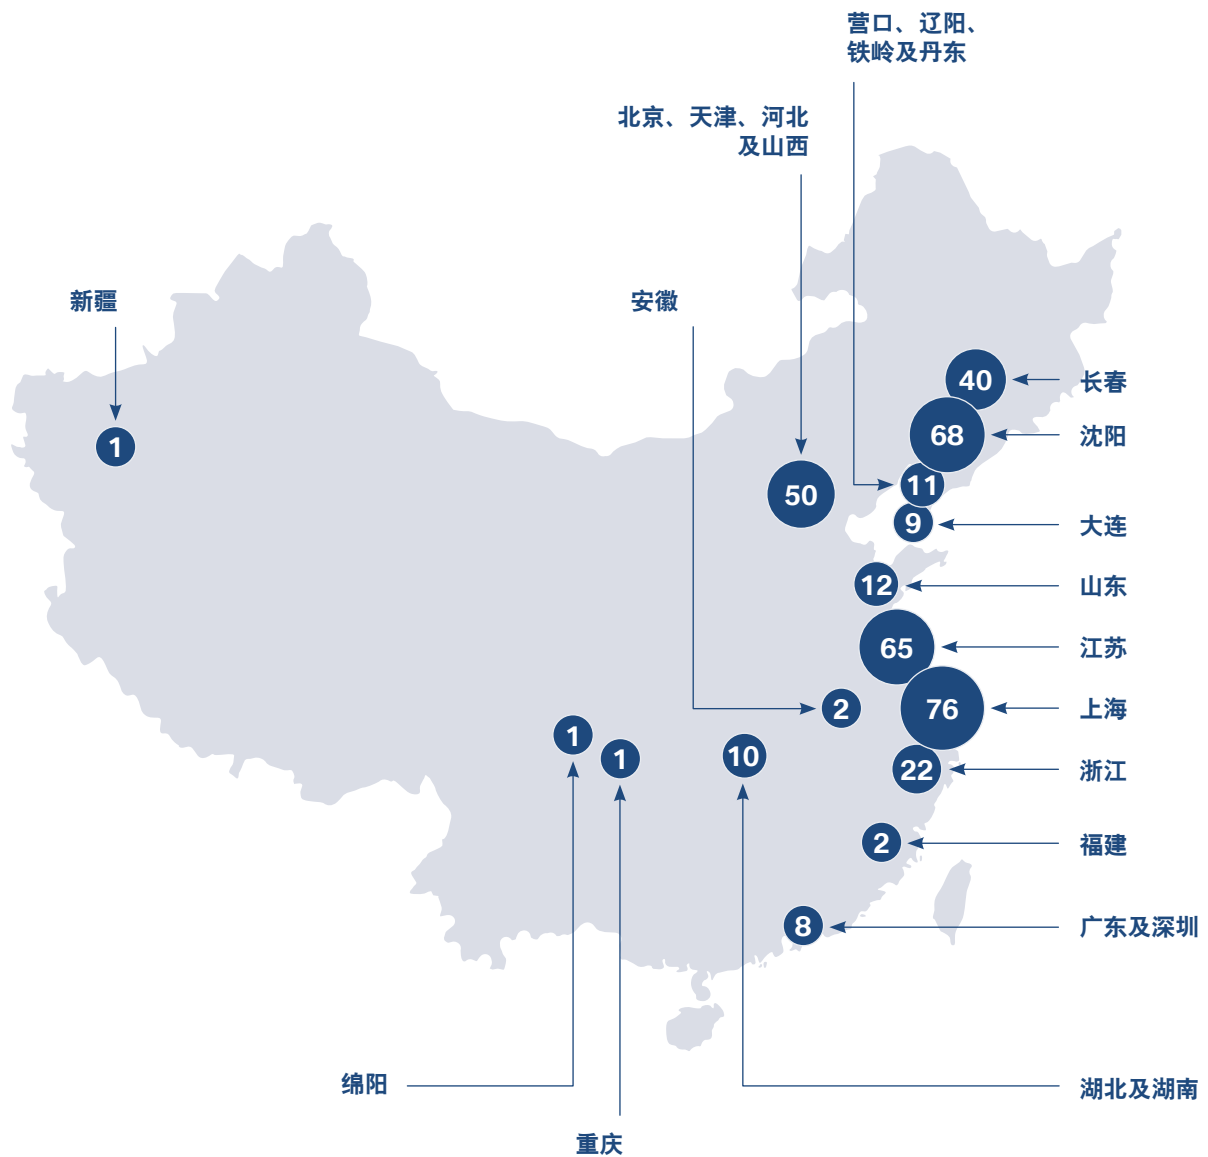 营口、辽阳、
铁岭及丹东
北京、天津、河北
及山西
新疆
安徽
40
长春
1
68
沈阳
50
11
9
大连
12
山东
65
江苏
2
76
上海
1
1
10
22
浙江
2
福建
8
广东及深圳
绵阳
湖北及湖南
重庆